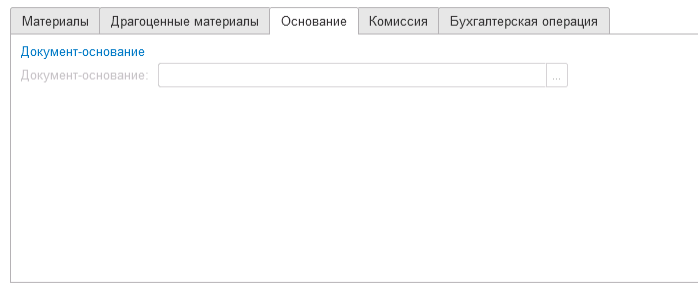 Материалы Драгоценные материалы Основание Комиссия Бухгалтерская операция
Документ-основание
Документ-основание: ...